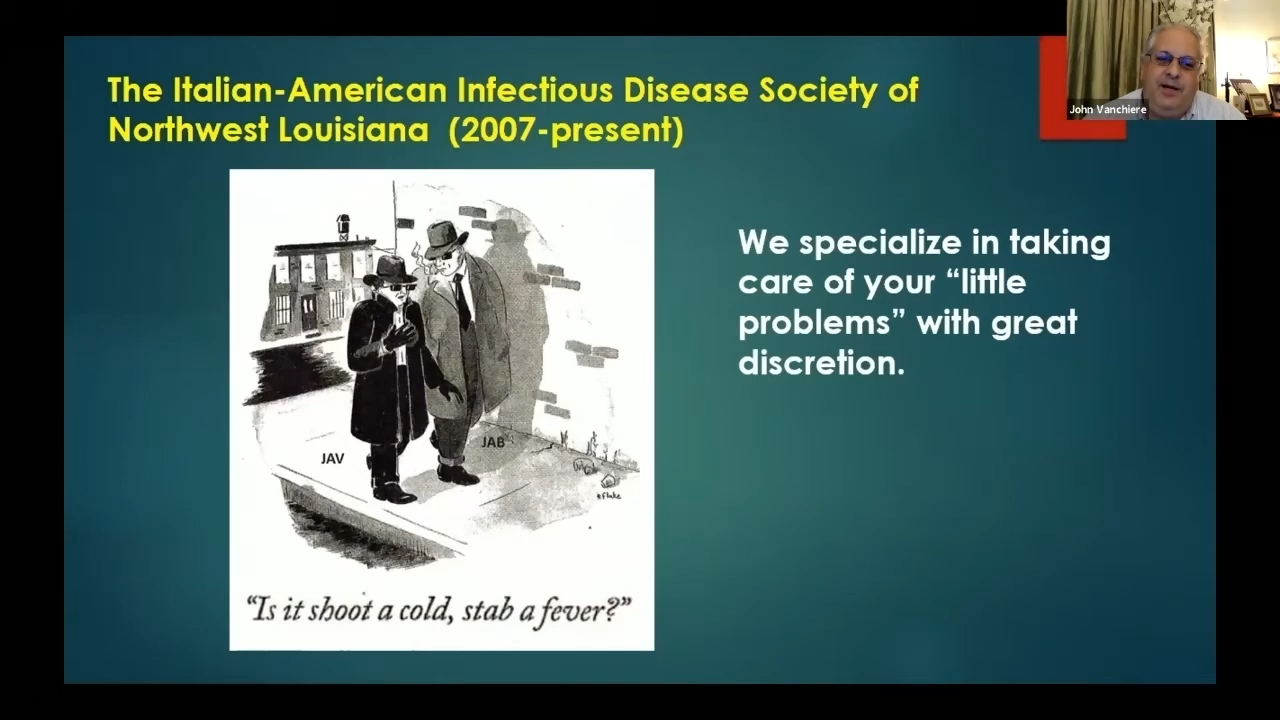 The Italian-American Infectious Disease Society of
Northwest Louisiana (2007-present)
John Vanchiere
We specialize in taking
care of your “little
problems” with great
discretion.
JAV
JAB
“Is it shoot a cold, stab a fever?”